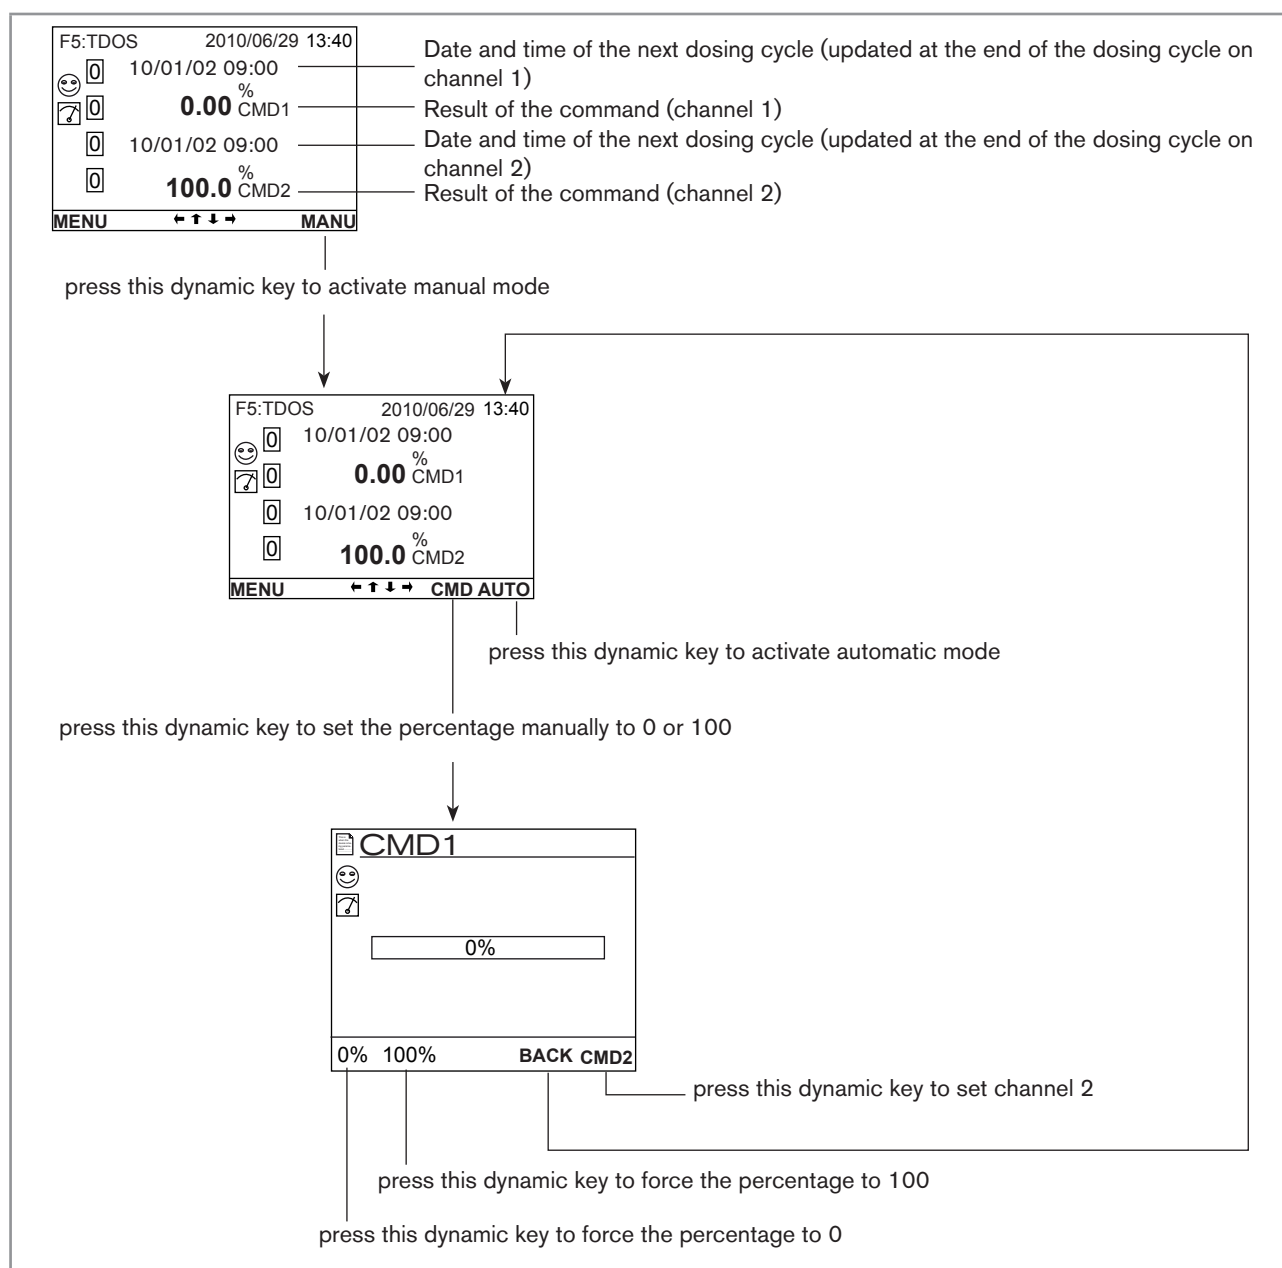 F5:TDOS 2010/06/29 13:40
0 10/01/02 09:00
%
0 0.00 CMD1
0 10/01/02 09:00
%
0 100.0 CMD2
MENU ← ↑ ↓ → MANU
Date and time of the next dosing cycle (updated at the end of the dosing cycle on
channel 1)
Result of the command (channel 1)
Date and time of the next dosing cycle (updated at the end of the dosing cycle on
channel 2)
Result of the command (channel 2)
press this dynamic key to activate manual mode
F5:TDOS 2010/06/29 13:40
0 10/01/02 09:00
%
0 0.00 CMD1
0 10/01/02 09:00
%
0 100.0 CMD2
MENU ← ↑ ↓ → CMD AUTO
press this dynamic key to activate automatic mode
press this dynamic key to set the percentage manually to 0 or 100
CMD1
0%
0% 100% BACK CMD2
press this dynamic key to set channel 2
press this dynamic key to force the percentage to 100
press this dynamic key to force the percentage to 0